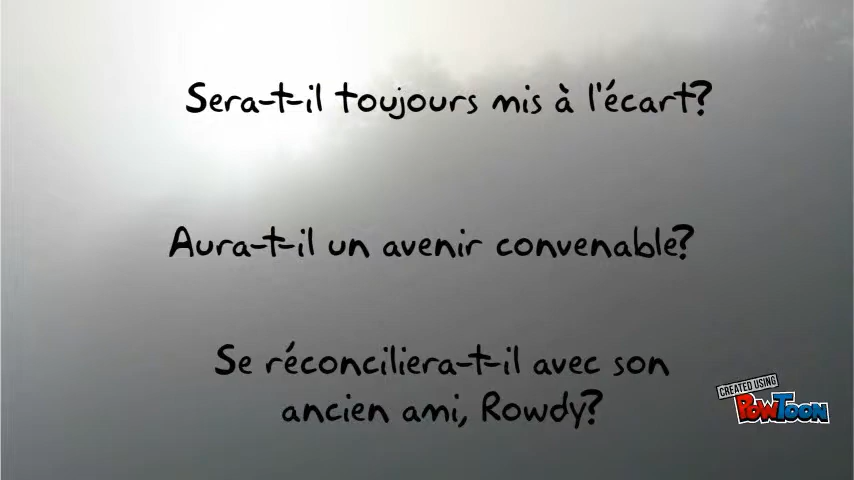 Sera-t-il toujours mis à l'écart?
Aura-t-il un avenir convenable?
Se réconciliera-t-il avec son
ancien ami, Rowdy?
CREATED USING
POWTOON